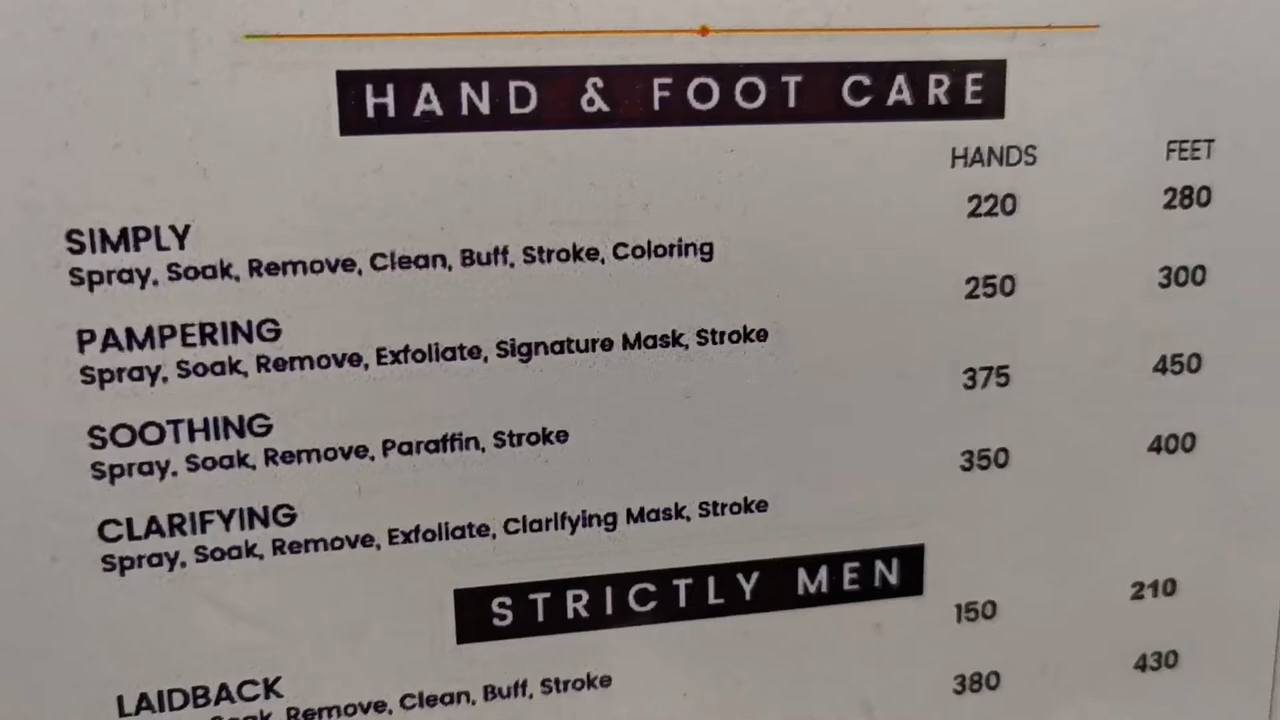 HAND & FOOT CARE
HANDS FEET
SIMPLY 220 280
Spray, Soak, Remove, Clean, Buff, Stroke, Coloring
PAMPERING 250 300
Spray, Soak, Remove, Exfoliate, Signature Mask, Stroke
SOOTHING 375 450
Spray, Soak, Remove, Paraffin, Stroke
CLARIFYING 350 400
Spray, Soak, Remove, Exfoliate, Clarifying Mask, Stroke
STRICTLY MEN
LAIDBACK 150 210
Soak, Remove, Clean, Buff, Stroke
380 430